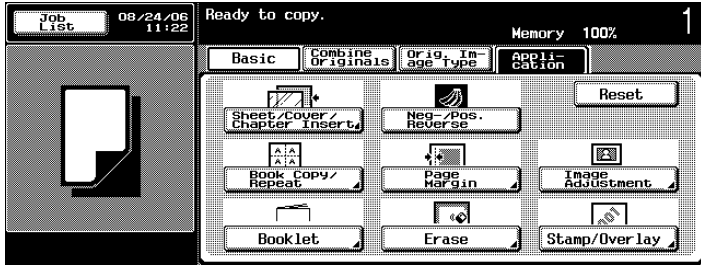 Job
List
08/24/06
11:22
Ready to copy.
Memory 100%
1
Basic
Combine
Originals
Orig. Im-
age Type
Appli-
cation
Reset
Sheet/Cover/
Chapter Insert
Neg-/Pos.
Reverse
A A
A A
Book Copy/
Repeat
Page
Margin
Image
Adjustment
001
Booklet
Erase
Stamp/Overlay